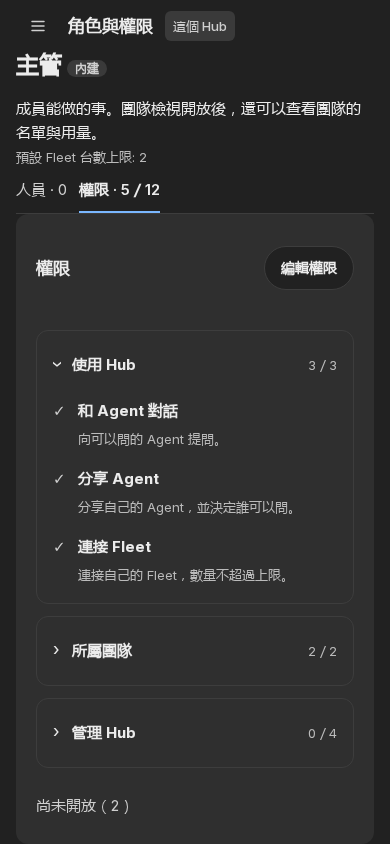 角色與權限 這個 Hub
主管 內建
成員能做的事。團隊檢視開放後，還可以查看團隊的
名單與用量。
預設 Fleet 台數上限: 2
人員 · 0 權限 · 5 / 12
權限 編輯權限
使用 Hub 3 / 3
✓ 和 Agent 對話
向可以問的 Agent 提問。
✓ 分享 Agent
分享自己的 Agent，並決定誰可以問。
✓ 連接 Fleet
連接自己的 Fleet，數量不超過上限。
所屬團隊 2 / 2
管理 Hub 0 / 4
尚未開放（2）